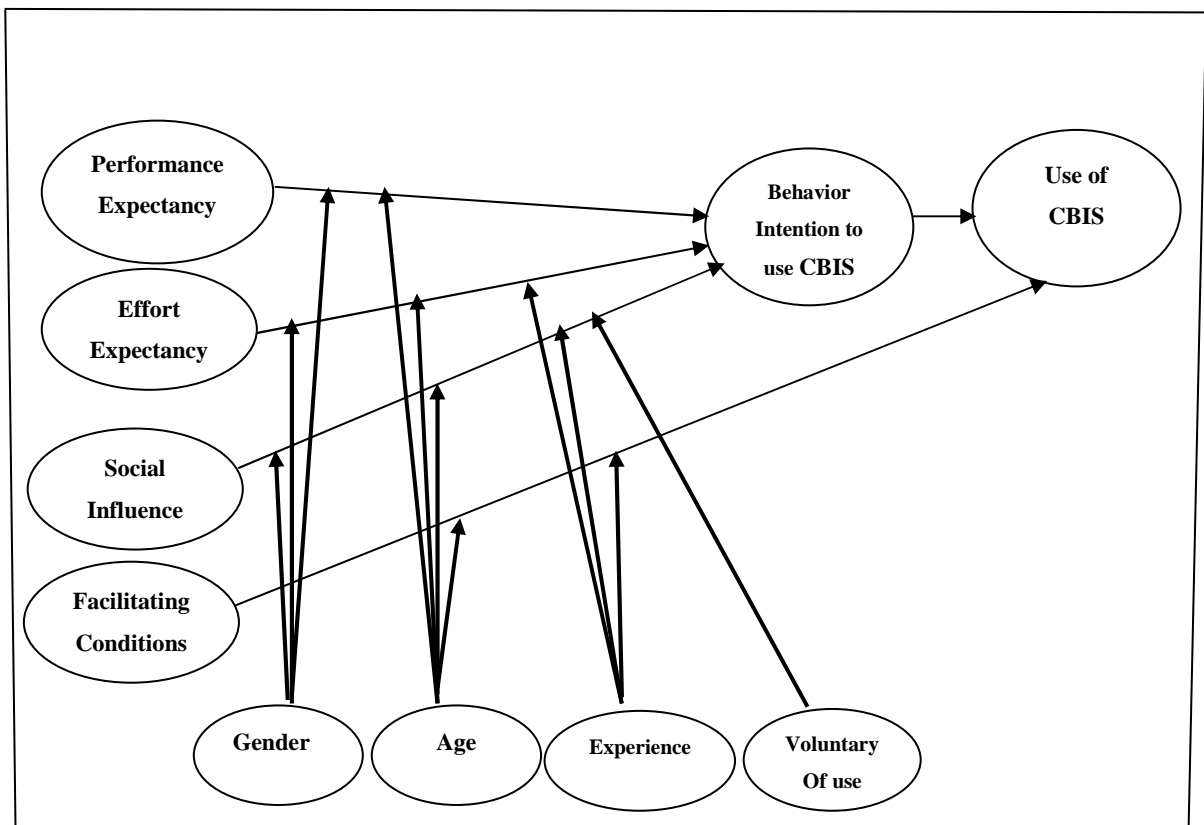 Performance
Expectancy
Behavior
Intention to
use CBIS
Use of
CBIS
Effort
Expectancy
Social
Influence
Facilitating
Conditions
Gender
Age
Experience
Voluntary
Of use